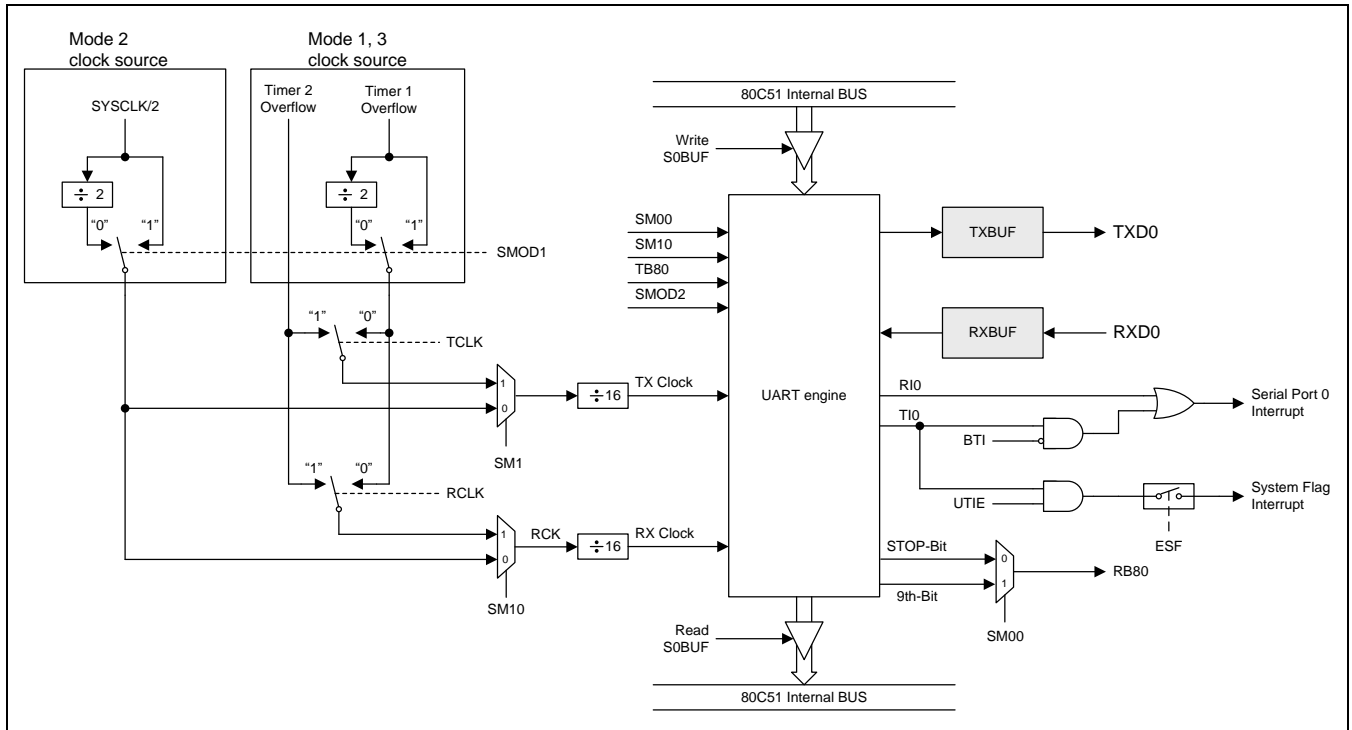 Mode 2
clock source
Mode 1, 3
clock source
SYSCLK/2
Timer 2
Overflow
Timer 1
Overflow
÷ 2
÷ 2
“0”
“1”
“0”
“1”
SMOD1
“1”
“0”
TCLK
1
0
SM1
÷16
TX Clock
“1”
“0”
RCLK
1
0
SM10
RCK
÷16
RX Clock
80C51 Internal BUS
Write
S0BUF
SM00
SM10
TB80
SMOD2
UART engine
TXBUF
TXD0
RXBUF
RXD0
RI0
TI0
BTI
Serial Port 0
Interrupt
UTIE
ESF
System Flag
Interrupt
STOP-Bit
9th-Bit
0
1
SM00
RB80
Read
S0BUF
80C51 Internal BUS